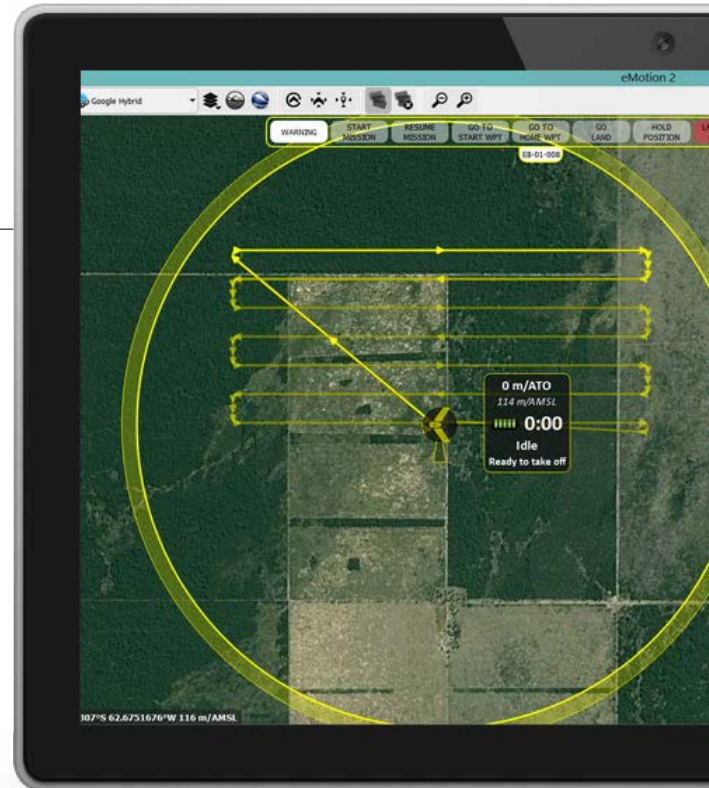 eMotion 2
Google Hybrid
WARNING
START
MISSION
RESUME
MISSION
GO TO
START WPT
GO TO
HOME WPT
GO
LAND
HOLD
POSITION
LA
EB-01-008
0 m/ATO
114 m/AMSL
0:00
Idle
Ready to take off
307°S 62.6751676°W 116 m/AMSL